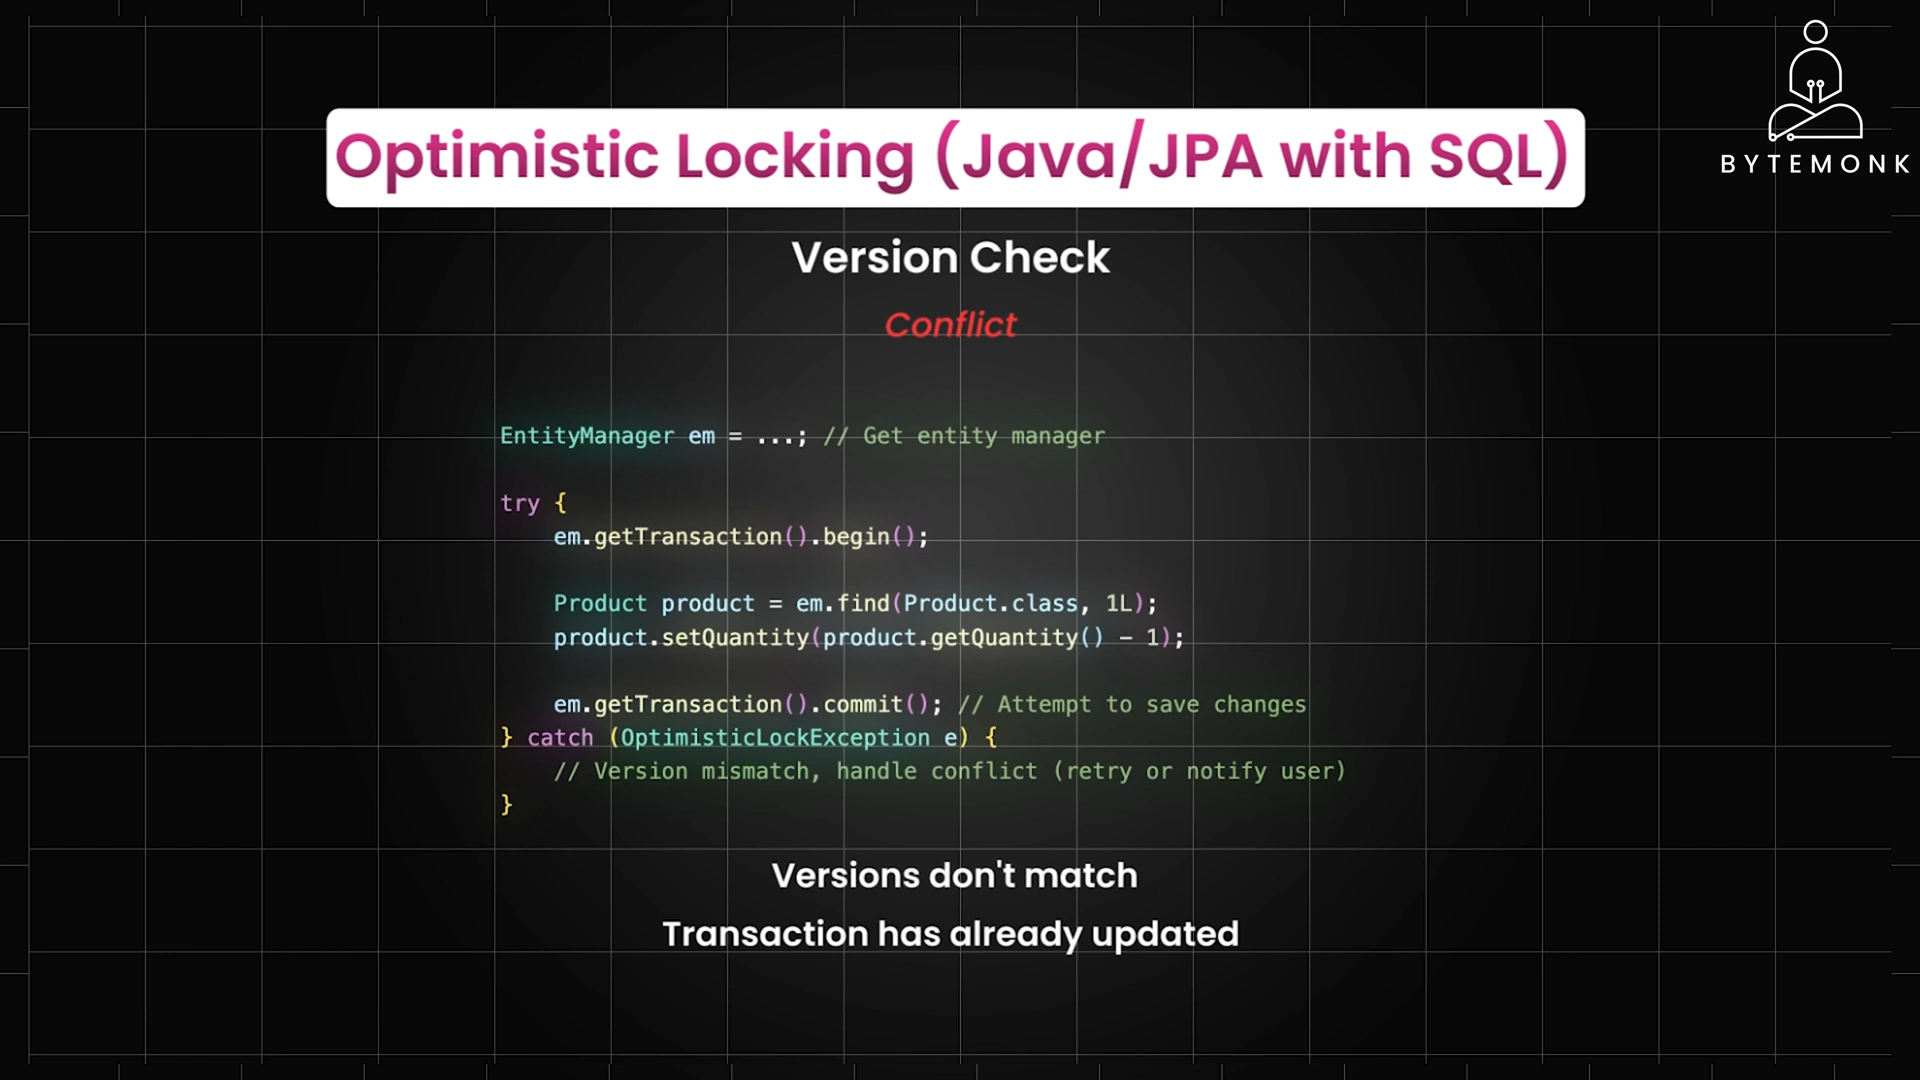 Optimistic Locking (Java/JPA with SQL)
BYTEMONK
Version Check
Conflict
EntityManager em = ...; // Get entity manager
try {
em.getTransaction().begin();
Product product = em.find(Product.class, 1L);
product.setQuantity(product.getQuantity() - 1);
em.getTransaction().commit(); // Attempt to save changes
} catch (OptimisticLockException e) {
// Version mismatch, handle conflict (retry or notify user)
}
Versions don't match
Transaction has already updated